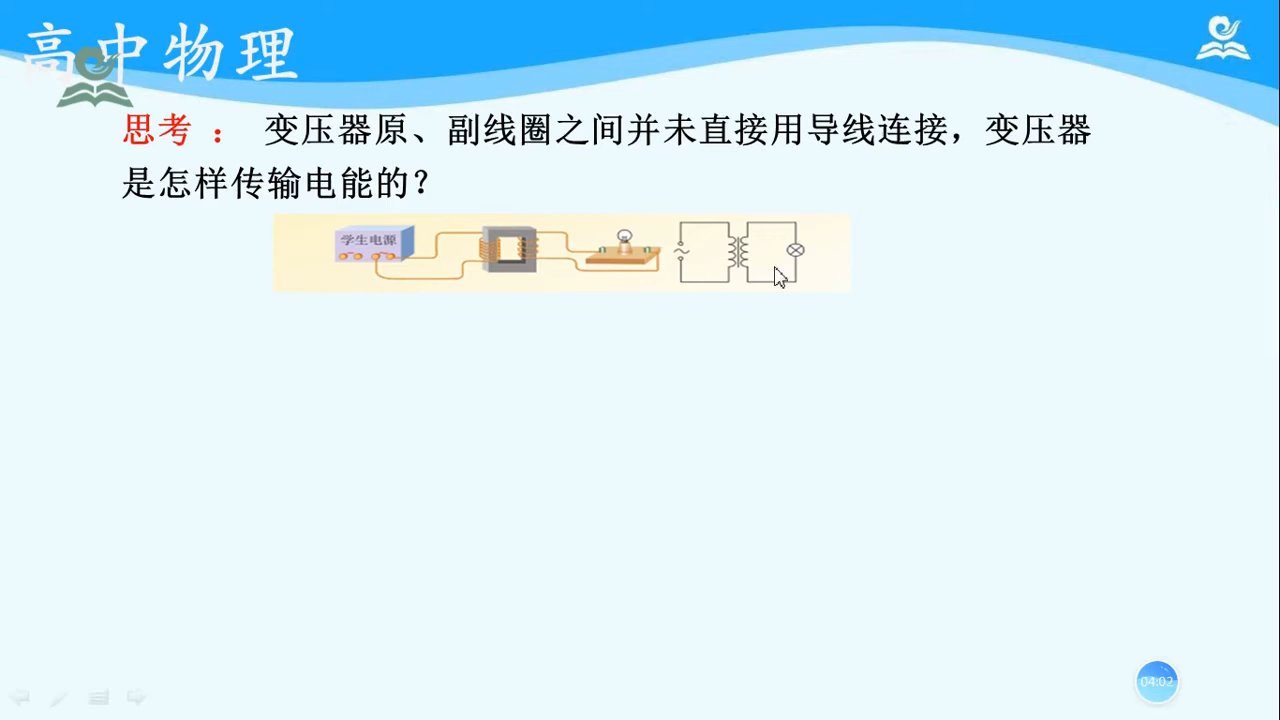 高中物理
思考： 变压器原、副线圈之间并未直接用导线连接，变压器
是怎样传输电能的？
学生电源
04:02